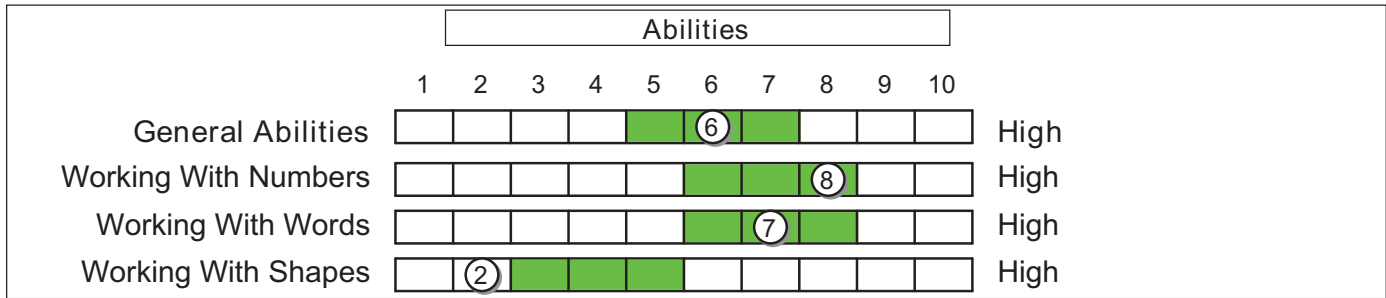 Abilities
1 2 3 4 5 6 7 8 9 10
General Abilities 6 High
Working With Numbers 8 High
Working With Words 7 High
Working With Shapes 2 High